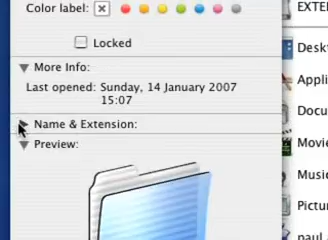 Color label:
EXTE
Locked
Desk
More Info:
Appli
Last opened: Sunday, 14 January 2007
15:07
Docu
Name & Extension:
Movie
Preview:
Music
Pictur
paul